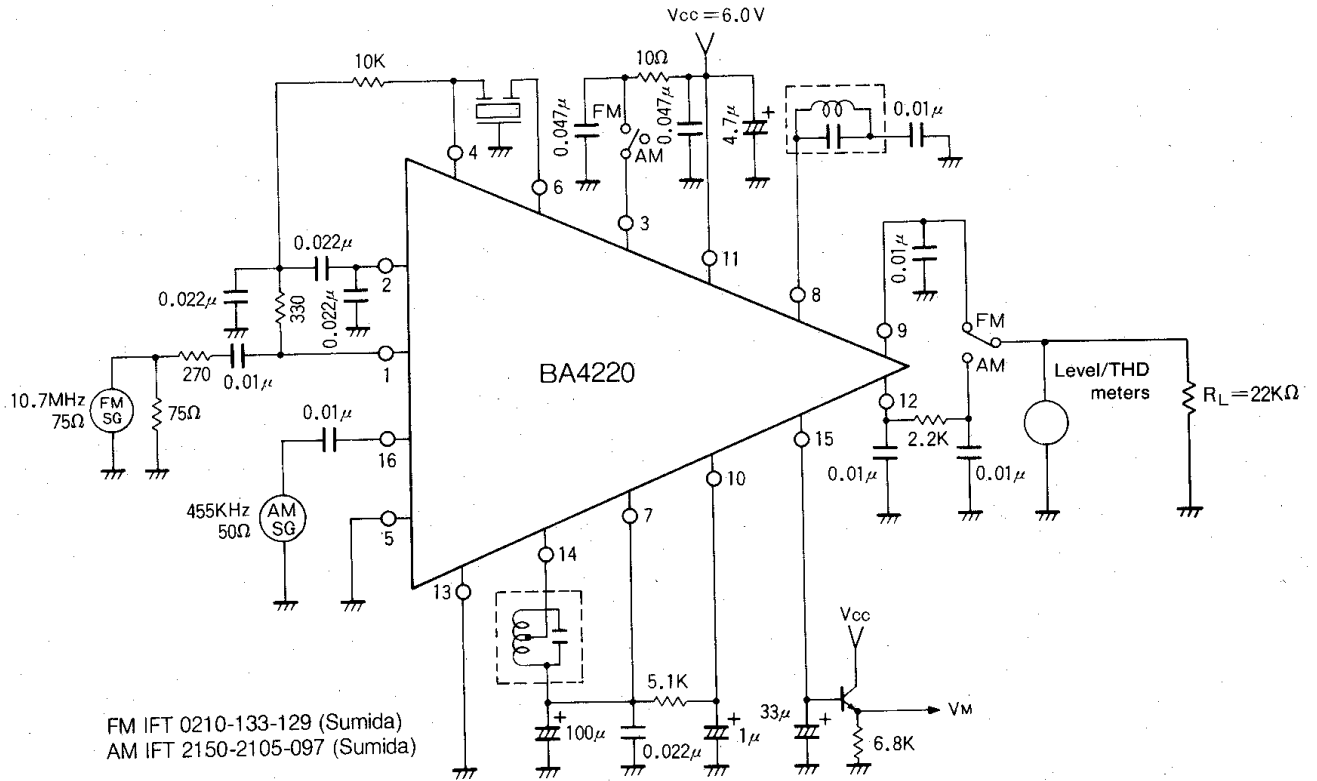 Vcc=6.0V
10K
10Ω
0.047μ
FM
AM
0.047μ
4.7μ
+
0.01μ
4
6
3
11
8
0.022μ
2
0.022μ
330
0.022μ
0.01μ
9
FM
AM
1
270
0.01μ
BA4220
Level/THD
meters
RL=22KΩ
10.7MHz
75Ω
FM
SG
75Ω
12
2.2K
0.01μ
0.01μ
0.01μ
16
15
10
455KHz
50Ω
AM
SG
5
7
14
13
Vcc
5.1K
+
100μ
0.022μ
+
1μ
33μ
+
VM
6.8K
FM IFT 0210-133-129 (Sumida)
AM IFT 2150-2105-097 (Sumida)